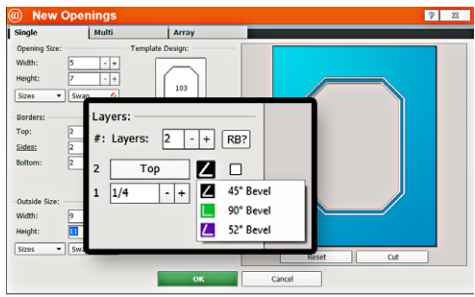 New Openings
? 
Single Multi Array
Opening Size: Template Design:
Width: 5 - +
Height: 7 - +
Sizes Swap
103
Borders:
Top: 2
Sides: 2
Bottom: 2
Outside Size:
Width: 9
Height: 11
Sizes
Layers:
#: Layers: 2 - + RB?
2 Top
1 1/4 - +
45° Bevel
90° Bevel
52° Bevel
Reset Cut
OK Cancel